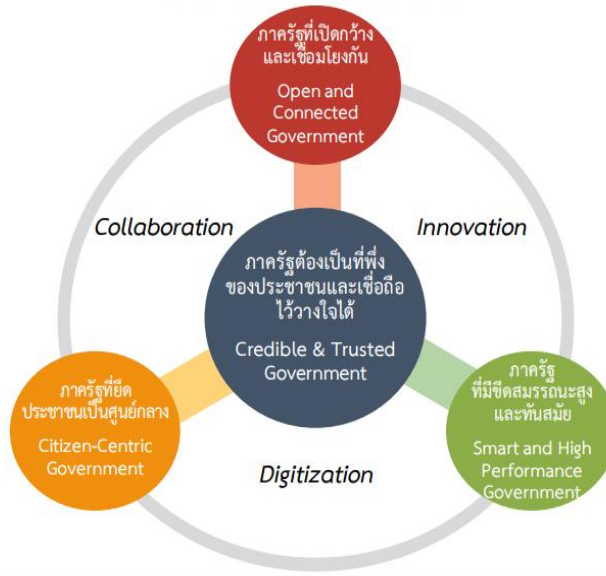 ภาครัฐที่เปิดกว้าง
และเชื่อมโยงกัน
Open and
Connected
Government
Collaboration
Innovation
ภาครัฐต้องเป็นที่พึ่ง
ของประชาชนและเชื่อถือ
ไว้วางใจได้
Credible & Trusted
Government
ภาครัฐที่ยึด
ประชาชนเป็นศูนย์กลาง
Citizen-Centric
Government
ภาครัฐ
ที่มีขีดสมรรถนะสูง
และทันสมัย
Smart and High
Performance
Government
Digitization